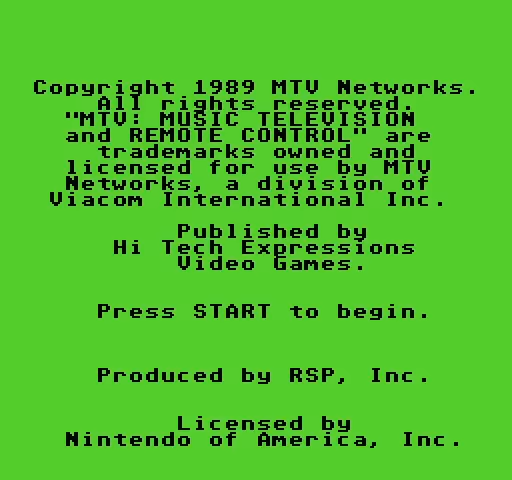 Copyright 1989 MTV Networks.
All rights reserved.
"MTV: MUSIC TELEVISION
and REMOTE CONTROL" are
trademarks owned and
licensed for use by MTV
Networks, a division of
Viacom International Inc.
Published by
Hi Tech Expressions
Video Games.
Press START to begin.
Produced by RSP, Inc.
Licensed by
Nintendo of America, Inc.